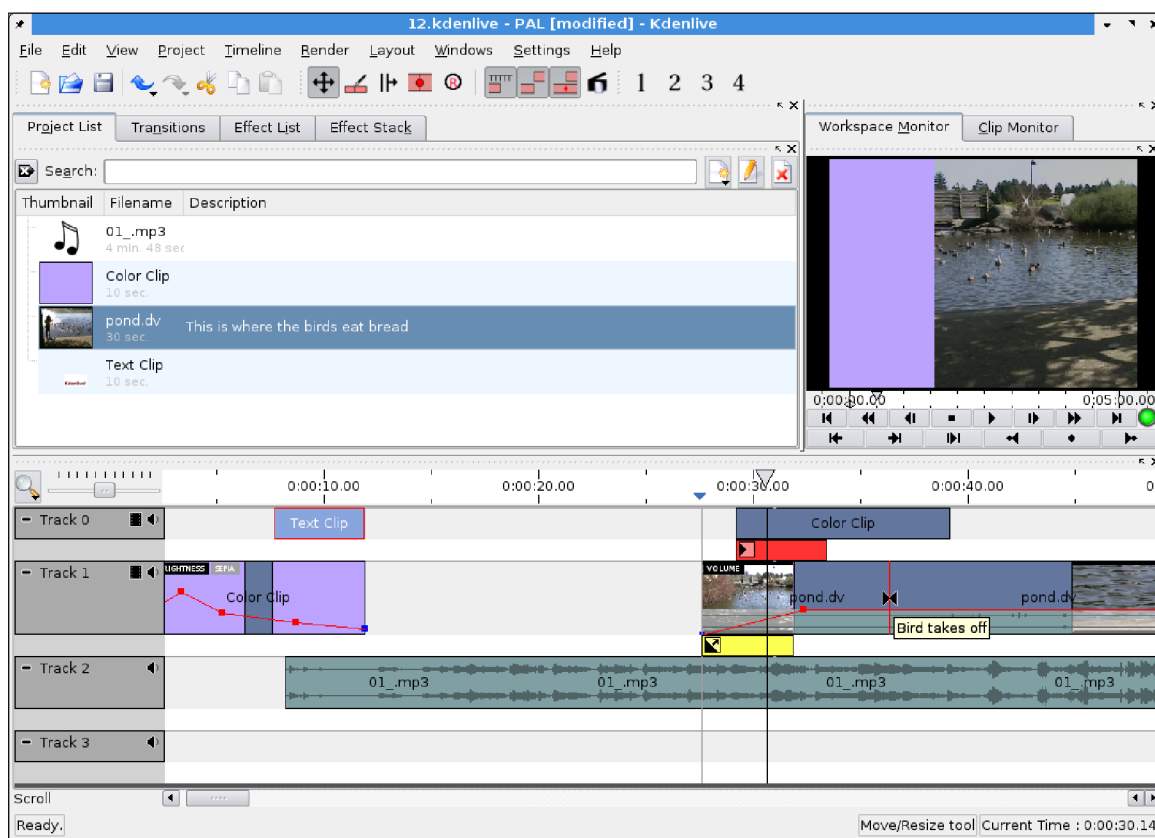 12.kdenlive - PAL [modified] - Kdenlive
File Edit View Project Timeline Render Layout Windows Settings Help
1 2 3 4
Project List Transitions Effect List Effect Stack
Workspace Monitor Clip Monitor
Search:
Thumbnail Filename Description
01_.mp3
4 min. 48 sec
Color Clip
10 sec.
pond.dv This is where the birds eat bread
30 sec.
Text Clip
10 sec.
Kdenlive!
0:00:00.00 0:05:00.00
0:00:10.00 0:00:20.00 0:00:30.00 0:00:40.00 0
Track 0 Text Clip Color Clip
LIGHTNESS SEPIA VOLUME
Track 1 Color Clip pond.dv pond.dv
Bird takes off
Track 2 01_.mp3 01_.mp3 01_.mp3 01_.mp3
Track 3
Scroll
Ready. Move/Resize tool Current Time : 0:00:30.14